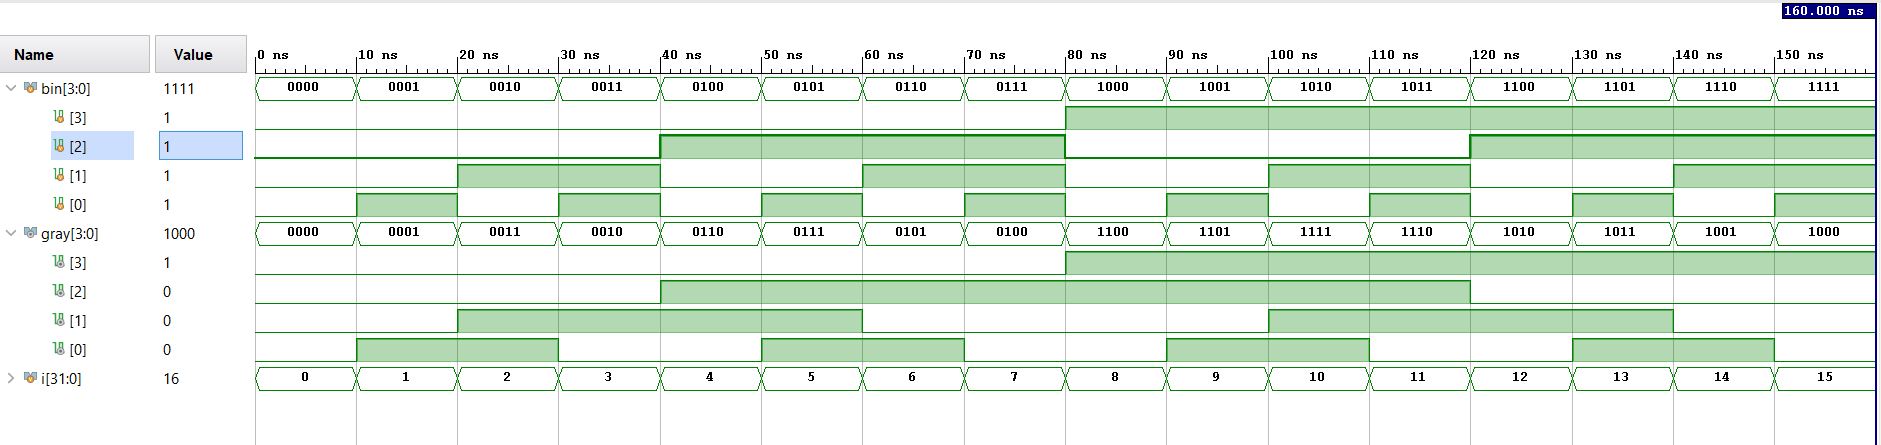 160.000 ns
Name Value 0 ns 10 ns 20 ns 30 ns 40 ns 50 ns 60 ns 70 ns 80 ns 90 ns 100 ns 110 ns 120 ns 130 ns 140 ns 150 ns
bin[3:0] 1111 0000 0001 0010 0011 0100 0101 0110 0111 1000 1001 1010 1011 1100 1101 1110 1111
[3] 1
[2] 1
[1] 1
[0] 1
gray[3:0] 1000 0000 0001 0011 0010 0110 0111 0101 0100 1100 1101 1111 1110 1010 1011 1001 1000
[3] 1
[2] 0
[1] 0
[0] 0
i[31:0] 16 0 1 2 3 4 5 6 7 8 9 10 11 12 13 14 15